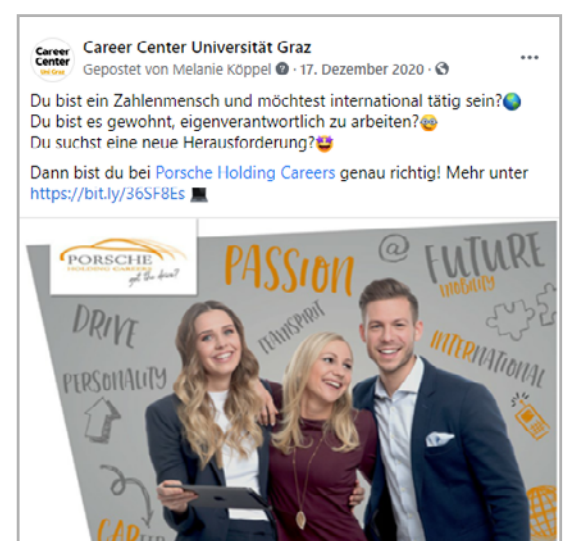 Career Center Uni Graz
Career Center Universität Graz
Gepostet von Melanie Köppel · 17. Dezember 2020 ·
Du bist ein Zahlenmensch und möchtest international tätig sein?🌍
Du bist es gewohnt, eigenverantwortlich zu arbeiten?🤓
Du suchst eine neue Herausforderung?🤩
Dann bist du bei Porsche Holding Careers genau richtig! Mehr unter
https://bit.ly/36SF8Es 💻
PORSCHE
HOLDING CAREERS
got the drive?
PASSION
@
FUTURE
MOBILITY
DRIVE
TEAMSPIRIT
INTERNATIONAL
PERSONALITY
CAREER